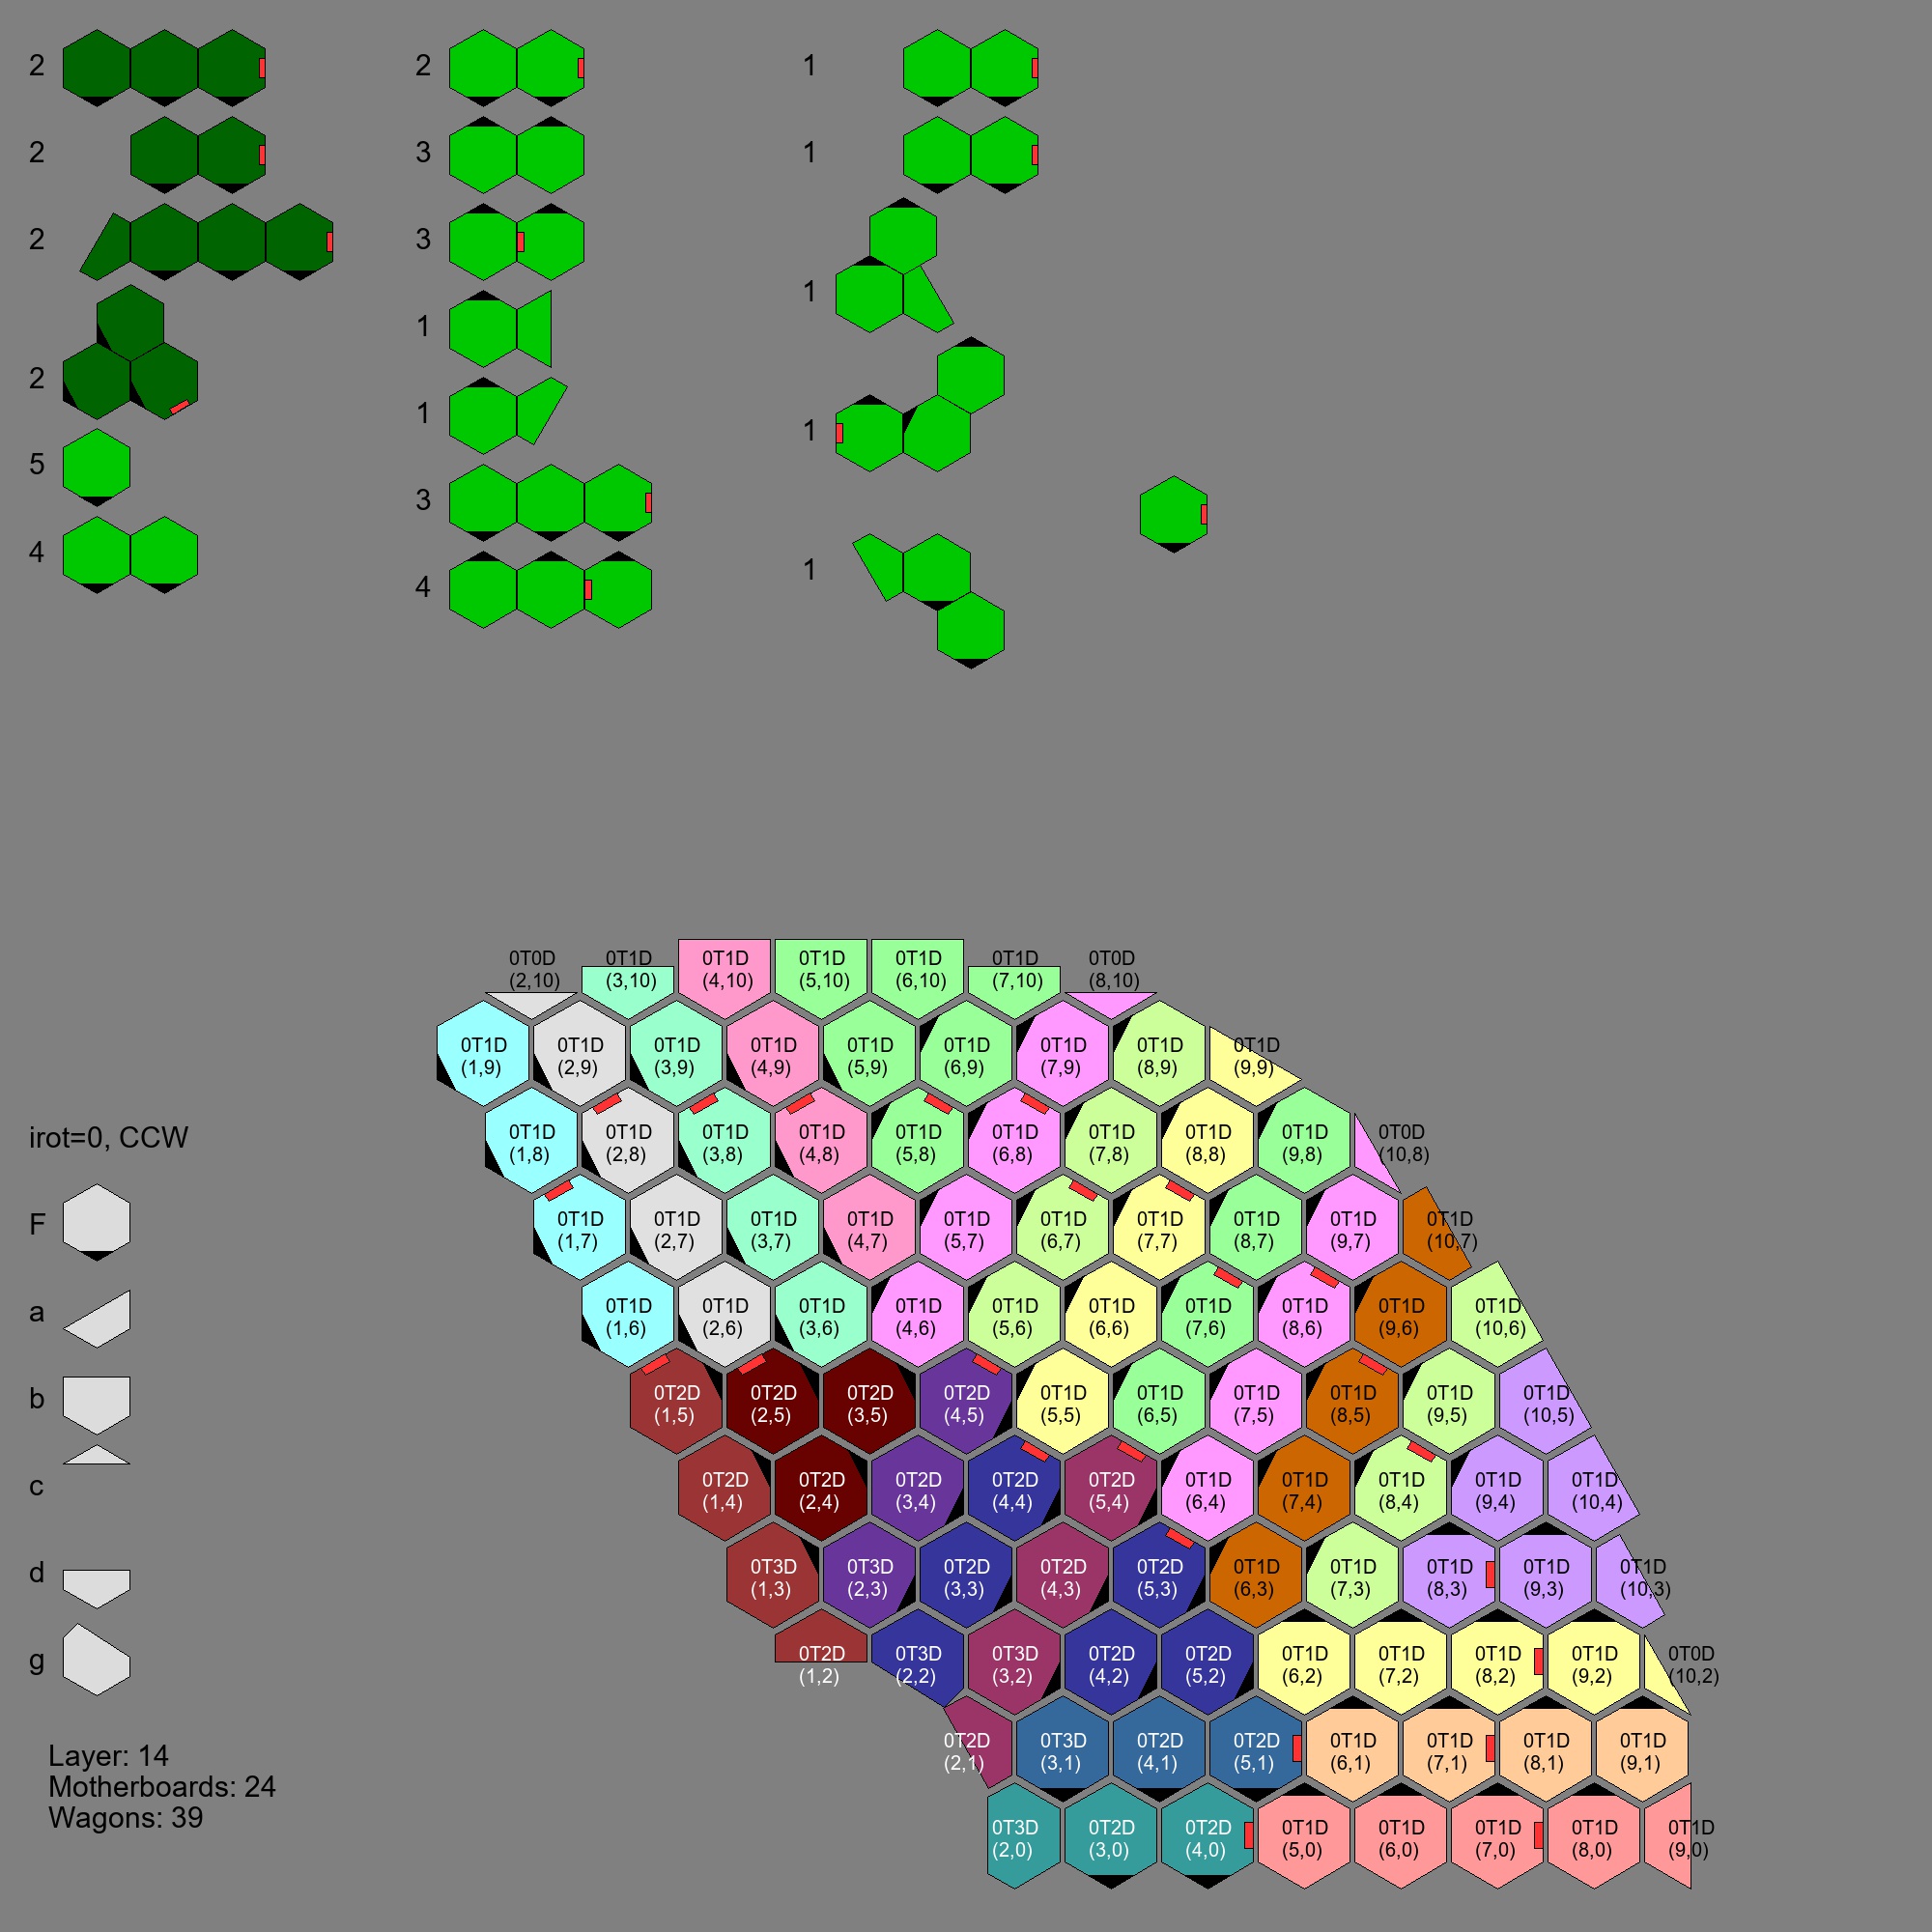 2
2
1
2
3
1
2
3
1
1
2
1
1
5
3
4
4
1
0T0D
(2,10)
0T1D
(3,10)
0T1D
(4,10)
0T1D
(5,10)
0T1D
(6,10)
0T1D
(7,10)
0T0D
(8,10)
0T1D
(1,9)
0T1D
(2,9)
0T1D
(3,9)
0T1D
(4,9)
0T1D
(5,9)
0T1D
(6,9)
0T1D
(7,9)
0T1D
(8,9)
0T1D
(9,9)
irot=0, CCW
0T1D
(1,8)
0T1D
(2,8)
0T1D
(3,8)
0T1D
(4,8)
0T1D
(5,8)
0T1D
(6,8)
0T1D
(7,8)
0T1D
(8,8)
0T1D
(9,8)
0T0D
(10,8)
F
0T1D
(1,7)
0T1D
(2,7)
0T1D
(3,7)
0T1D
(4,7)
0T1D
(5,7)
0T1D
(6,7)
0T1D
(7,7)
0T1D
(8,7)
0T1D
(9,7)
0T1D
(10,7)
a
0T1D
(1,6)
0T1D
(2,6)
0T1D
(3,6)
0T1D
(4,6)
0T1D
(5,6)
0T1D
(6,6)
0T1D
(7,6)
0T1D
(8,6)
0T1D
(9,6)
0T1D
(10,6)
b
0T2D
(1,5)
0T2D
(2,5)
0T2D
(3,5)
0T2D
(4,5)
0T1D
(5,5)
0T1D
(6,5)
0T1D
(7,5)
0T1D
(8,5)
0T1D
(9,5)
0T1D
(10,5)
c
0T2D
(1,4)
0T2D
(2,4)
0T2D
(3,4)
0T2D
(4,4)
0T2D
(5,4)
0T1D
(6,4)
0T1D
(7,4)
0T1D
(8,4)
0T1D
(9,4)
0T1D
(10,4)
d
0T3D
(1,3)
0T3D
(2,3)
0T2D
(3,3)
0T2D
(4,3)
0T2D
(5,3)
0T1D
(6,3)
0T1D
(7,3)
0T1D
(8,3)
0T1D
(9,3)
0T1D
(10,3)
g
0T2D
(1,2)
0T3D
(2,2)
0T3D
(3,2)
0T2D
(4,2)
0T2D
(5,2)
0T1D
(6,2)
0T1D
(7,2)
0T1D
(8,2)
0T1D
(9,2)
0T0D
(10,2)
0T2D
(2,1)
0T3D
(3,1)
0T2D
(4,1)
0T2D
(5,1)
0T1D
(6,1)
0T1D
(7,1)
0T1D
(8,1)
0T1D
(9,1)
Layer: 14
Motherboards: 24
Wagons: 39
0T3D
(2,0)
0T2D
(3,0)
0T2D
(4,0)
0T1D
(5,0)
0T1D
(6,0)
0T1D
(7,0)
0T1D
(8,0)
0T1D
(9,0)